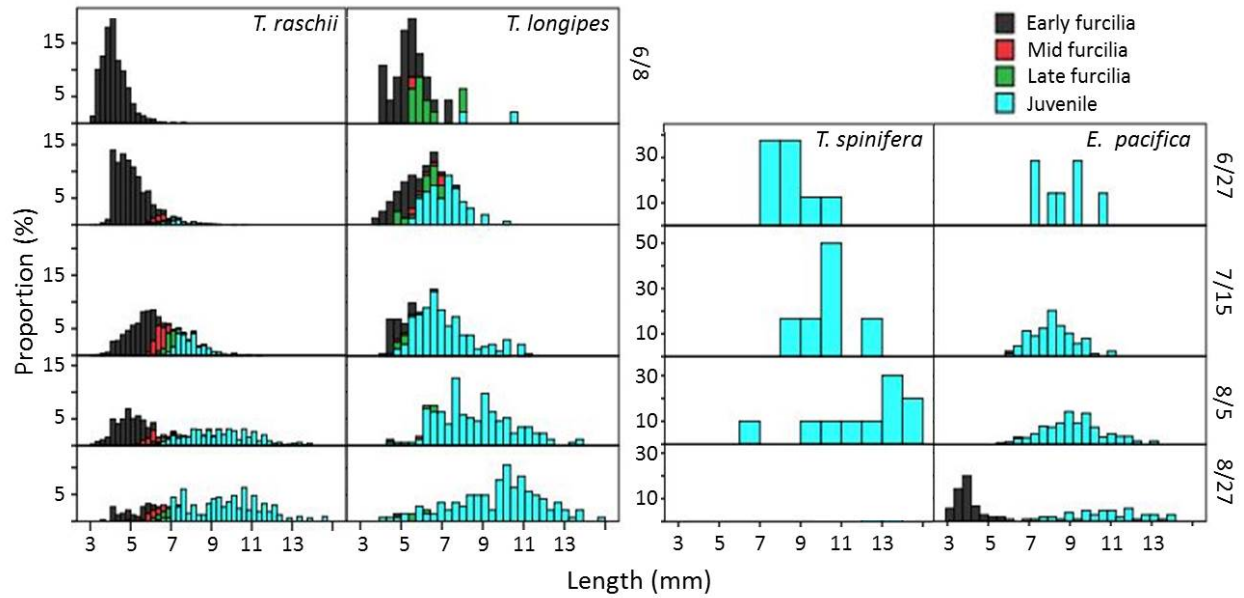 T. raschii
T. longipes
6/8
Early furcilia
Mid furcilia
Late furcilia
Juvenile
T. spinifera
E. pacifica
6/27
7/15
8/5
8/27
Proportion (%)
15
5
15
5
15
5
15
5
5
30
10
50
30
10
30
10
30
10
3 5 7 9 11 13 3 5 7 9 11 13 3 5 7 9 11 13 3 5 7 9 11 13
Length (mm)